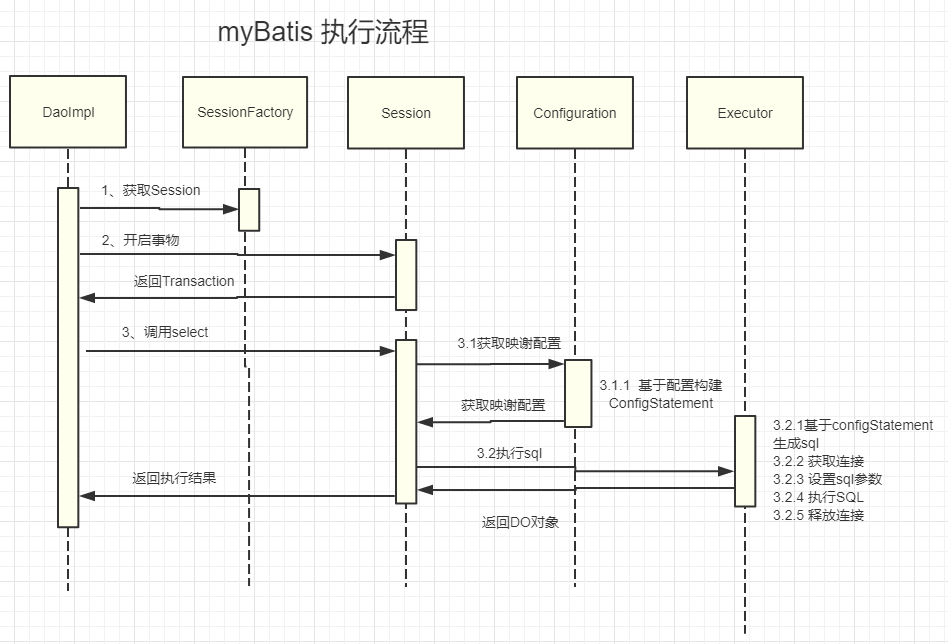 myBatis 执行流程
DaoImpl
SessionFactory
Session
Configuration
Executor
1、获取Session
2、开启事物
返回Transaction
3、调用select
3.1获取映谢配置
3.1.1 基于配置构建
ConfigStatement
获取映谢配置
3.2执行sql
3.2.1基于configStatement
生成sql
3.2.2 获取连接
3.2.3 设置sql参数
3.2.4 执行SQL
3.2.5 释放连接
返回执行结果
返回DO对象